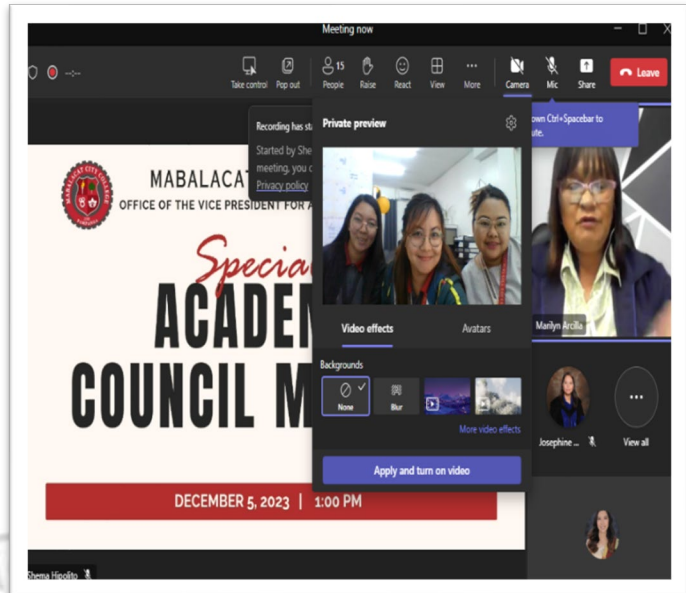 Meeting now
--:--
Take control
Pop out
15
People
Raise
React
View
More
Camera
Mic
Share
Leave
Recording has st
Started by She
meeting, you c
Privacy policy
Private preview
own Ctrl+Spacebar to
ute.
MABALACAT
OFFICE OF THE VICE PRESIDENT FOR A
Specia
ACADEM
COUNCIL M
DECEMBER 5, 2023 | 1:00 PM
Video effects
Avatars
Backgrounds
None
Blur
More video effects
Apply and turn on video
Marilyn Arcilla
Josephine ...
View all
Shema Hipolito